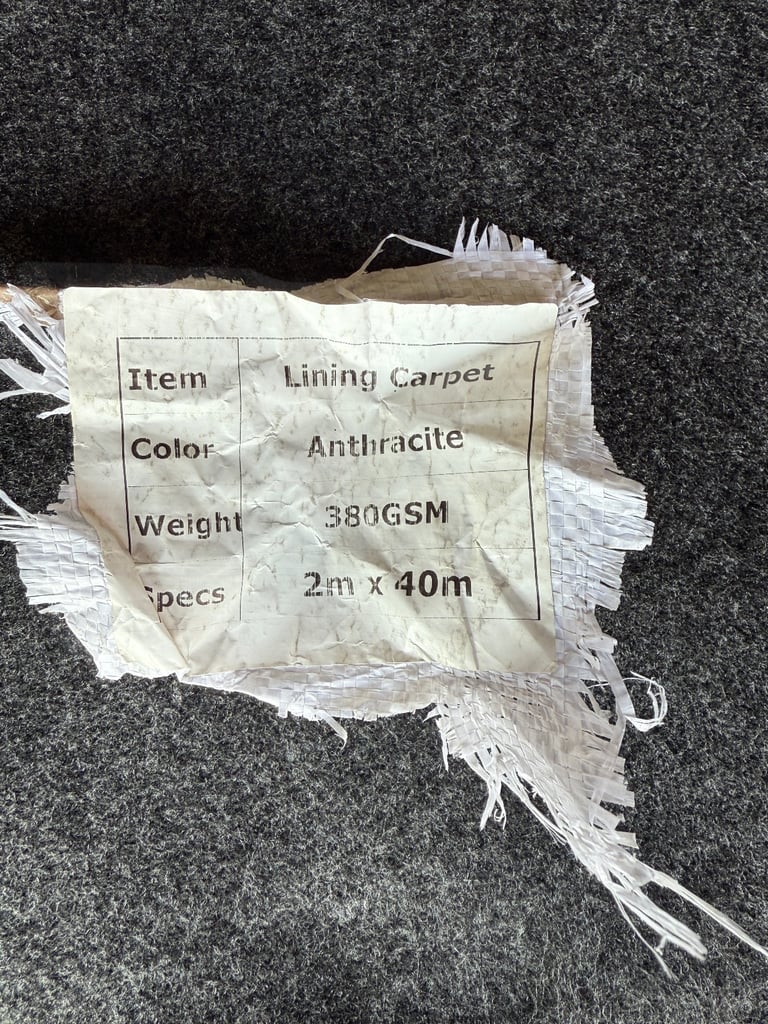 Item Lining Carpet
Color Anthracite
Weight 380GSM
Specs 2m x 40m